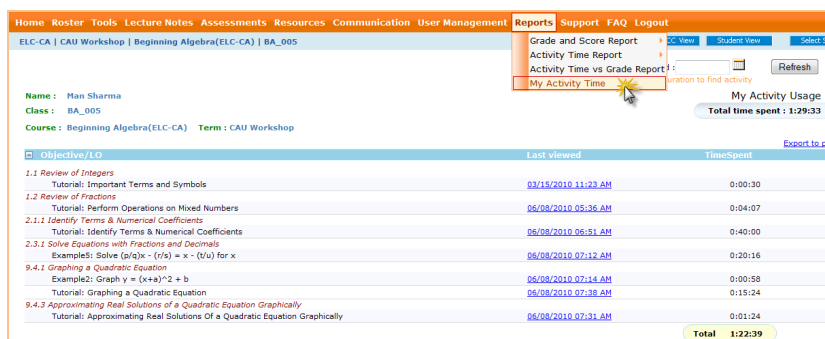 Home Roster Tools Lecture Notes Assessments Resources Communication User Management Reports Support FAQ Logout
ELC-CA | CAU Workshop | Beginning Algebra(ELC-CA) | BA_005
CC View Student View Select S
Grade and Score Report
Activity Time Report
Activity Time vs Grade Report
My Activity Time
Refresh
uration to find activity
Name : Man Sharma
My Activity Usage
Class : BA_005
Total time spent : 1:29:33
Course : Beginning Algebra(ELC-CA) Term : CAU Workshop
Export to p
Objective/LO Last viewed TimeSpent
1.1 Review of Integers
Tutorial: Important Terms and Symbols 03/15/2010 11:23 AM 0:00:30
1.2 Review of Fractions
Tutorial: Perform Operations on Mixed Numbers 06/08/2010 05:36 AM 0:04:07
2.1.1 Identify Terms & Numerical Coefficients
Tutorial: Identify Terms & Numerical Coefficients 06/08/2010 06:51 AM 0:40:00
2.3.1 Solve Equations with Fractions and Decimals
Example5: Solve (p/q)x - (r/s) = x - (t/u) for x 06/08/2010 07:12 AM 0:20:16
9.4.1 Graphing a Quadratic Equation
Example2: Graph y = (x+a)^2 + b 06/08/2010 07:14 AM 0:00:58
Tutorial: Graphing a Quadratic Equation 06/08/2010 07:38 AM 0:15:24
9.4.3 Approximating Real Solutions of a Quadratic Equation Graphically
Tutorial: Approximating Real Solutions Of a Quadratic Equation Graphically 06/08/2010 07:31 AM 0:01:24
Total 1:22:39